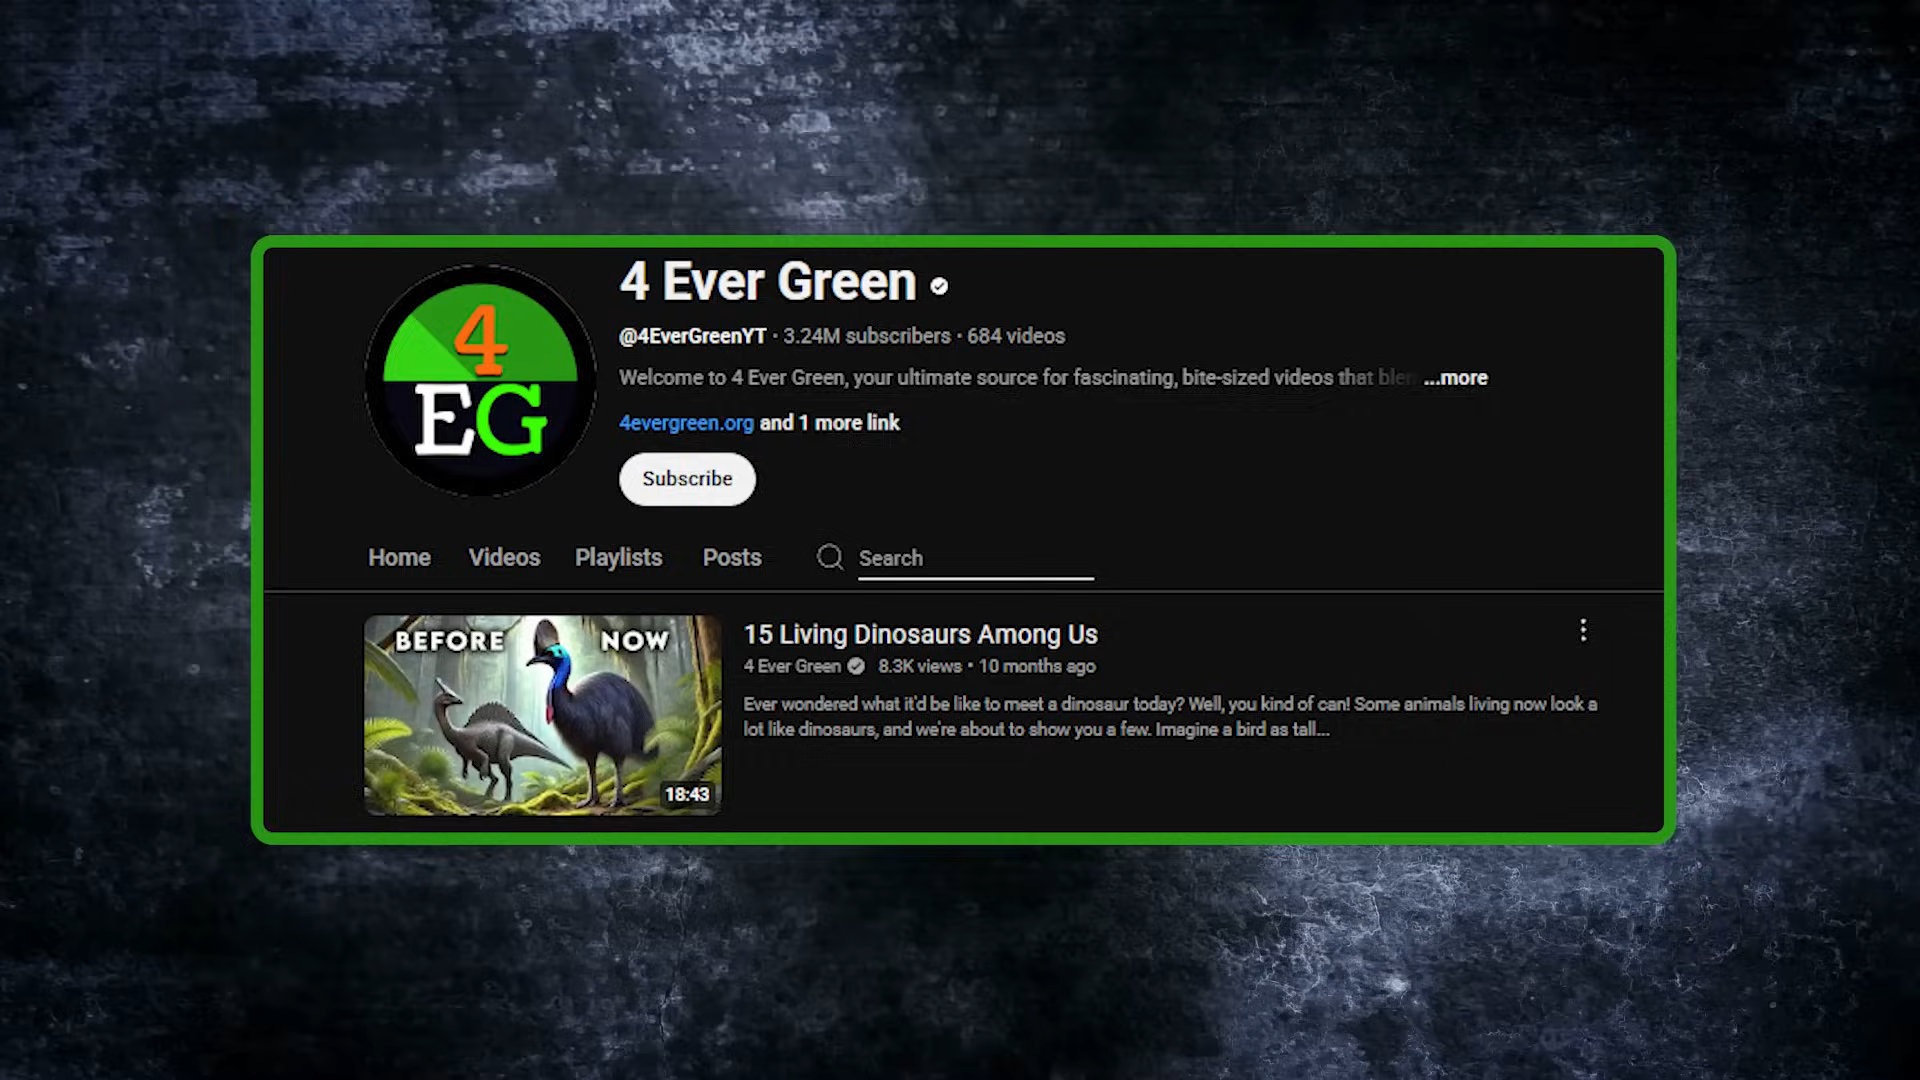 4
EG
4 Ever Green
@4EverGreenYT · 3.24M subscribers · 684 videos
Welcome to 4 Ever Green, your ultimate source for fascinating, bite-sized videos that ...more
4evergreen.org and 1 more link
Subscribe
Home Videos Playlists Posts Search
BEFORE NOW
18:43
15 Living Dinosaurs Among Us
4 Ever Green 8.3K views • 10 months ago
Ever wondered what it'd be like to meet a dinosaur today? Well, you kind of can! Some animals living now look a
lot like dinosaurs, and we're about to show you a few. Imagine a bird as tall...